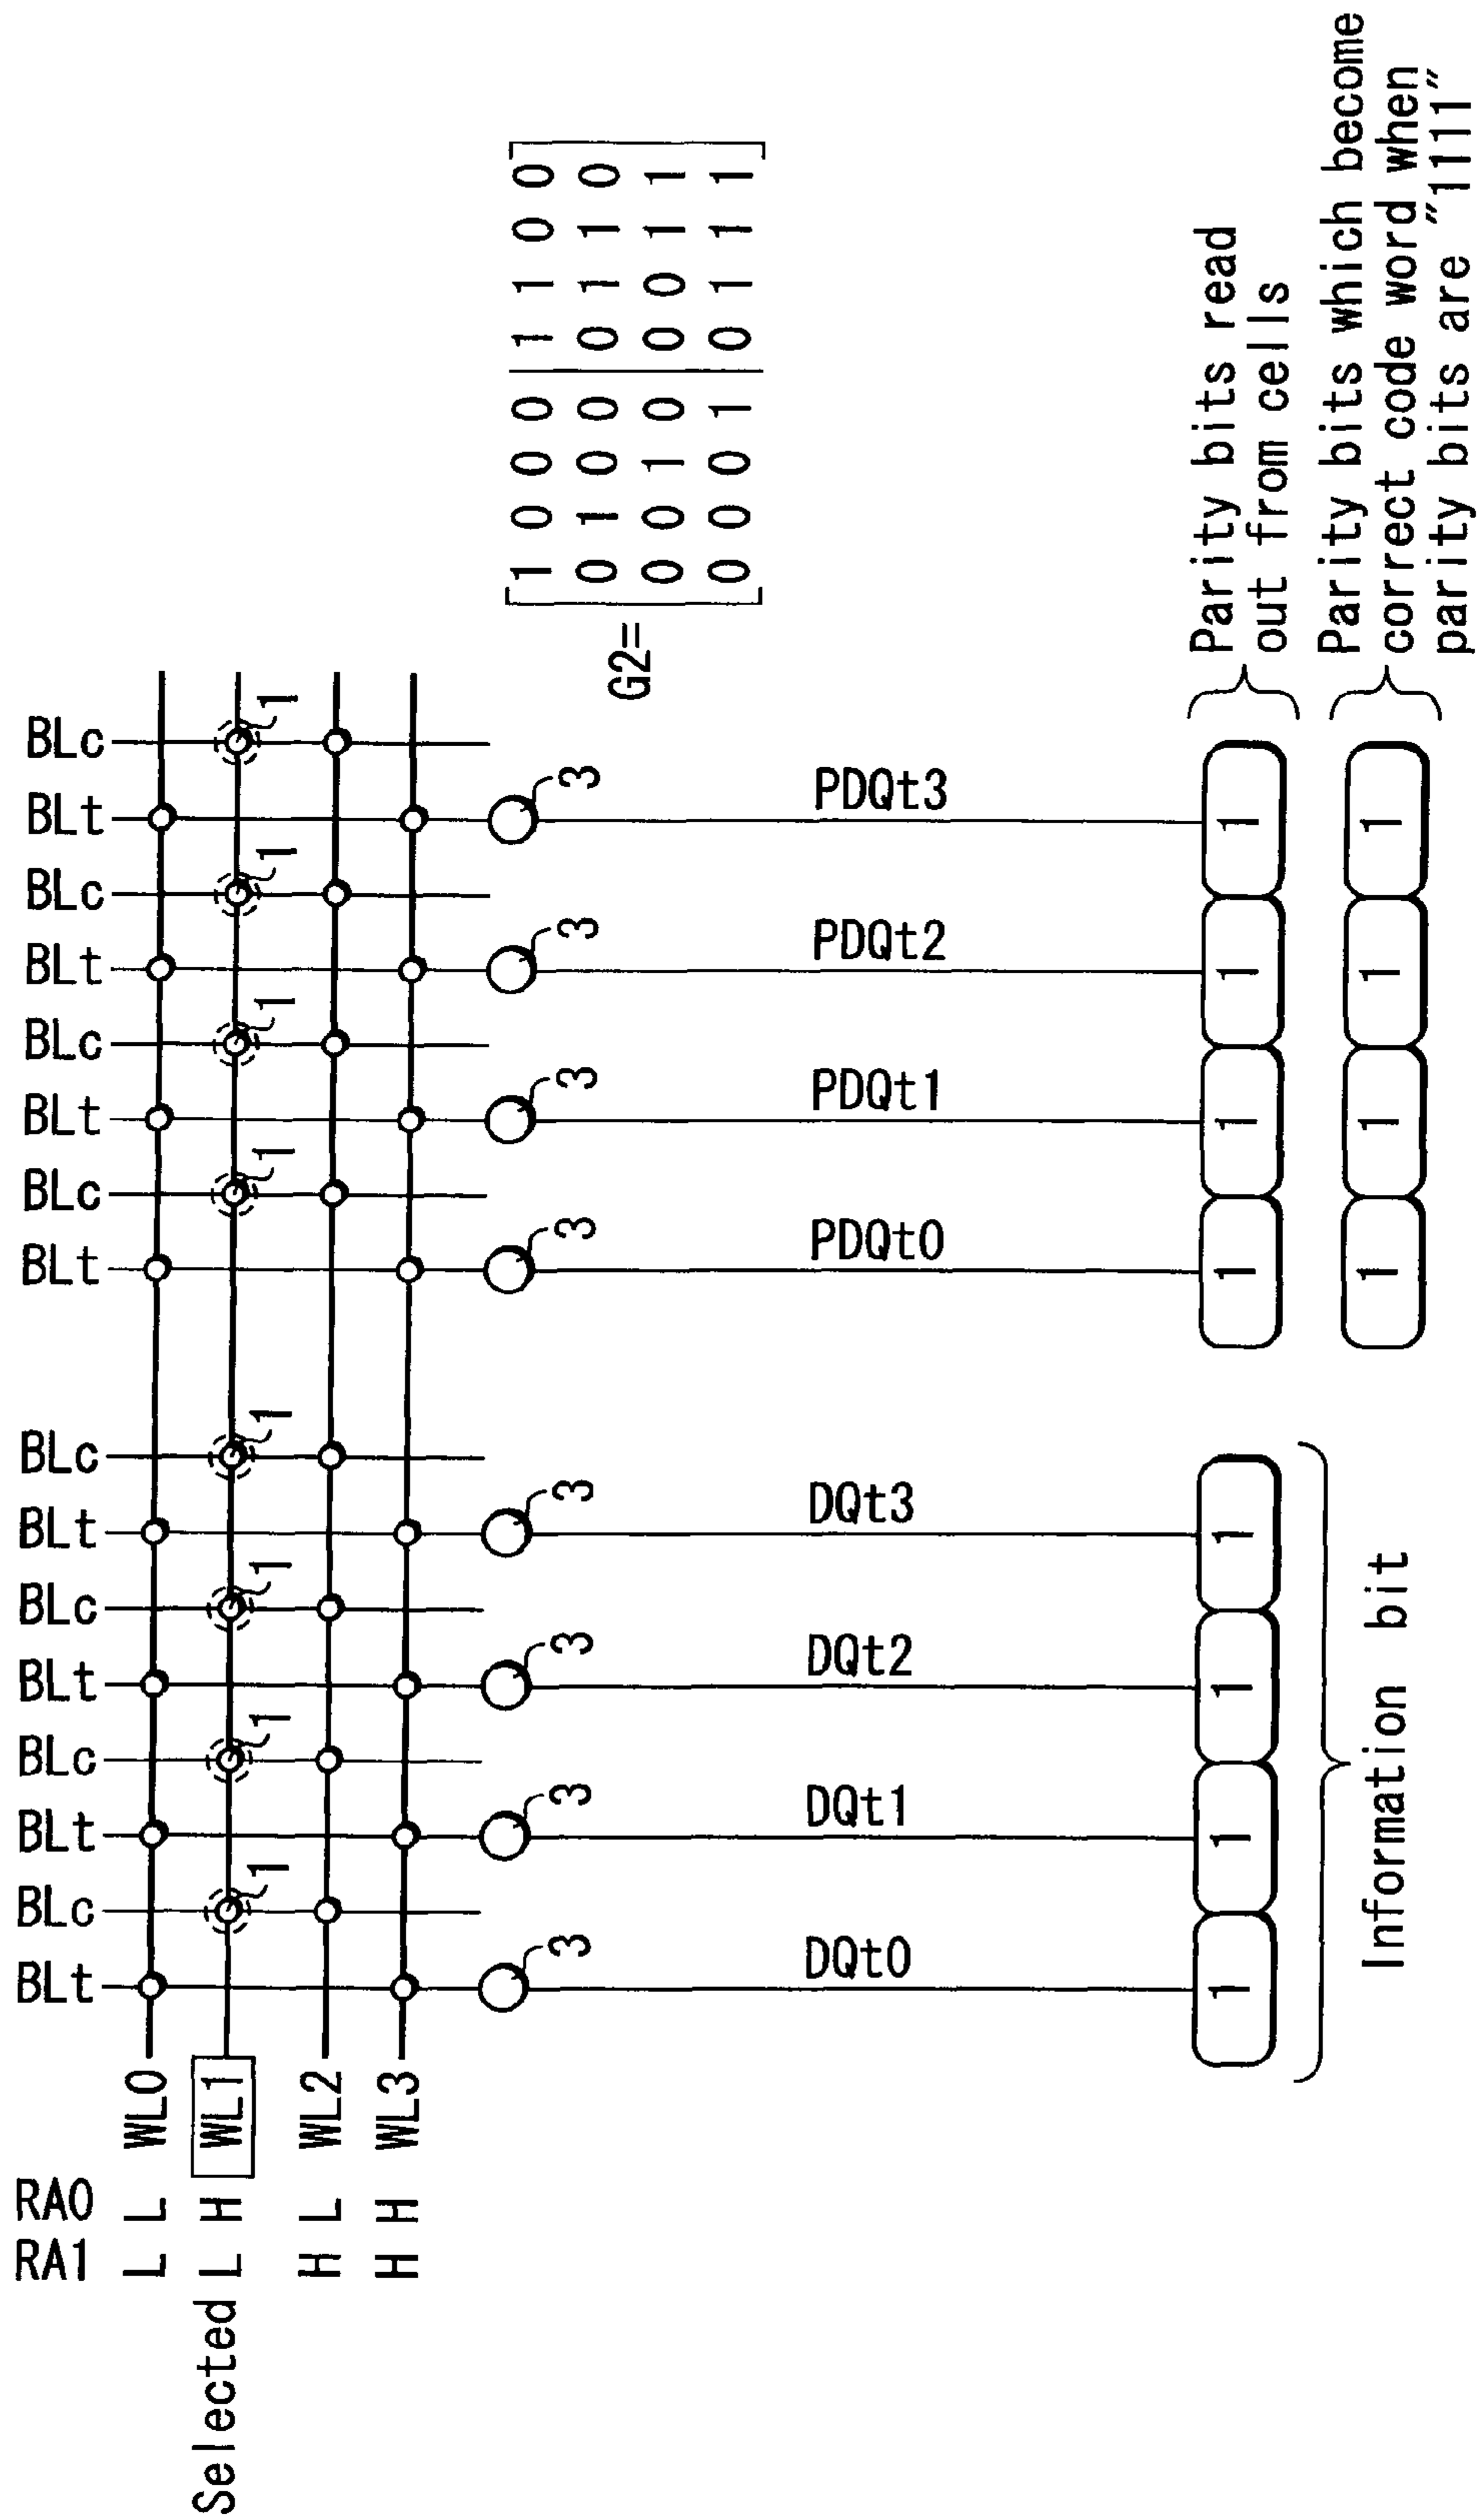 BLt BLc BLt BLc BLt BLc BLt BLc BLt BLc BLt BLc BLt BLc BLt BLc
RA1 RA0
L L WL0
Selected L H WL1
1 1 1 1 1 1 1 1
H L WL2
H H WL3
3 3 3 3 3 3 3 3
DQt0 DQt1 DQt2 DQt3 PDQt0 PDQt1 PDQt2 PDQt3
G2=
1 0 0 0 1 1 0 0
0 1 0 0 0 1 1 0
0 0 1 0 0 0 1 1
0 0 0 1 0 1 1 1
1 1 1 1 1 1 1 1
Parity bits read
out from cells
Information bit
1 1 1 1
Parity bits which become
correct code word when
parity bits are "1111"